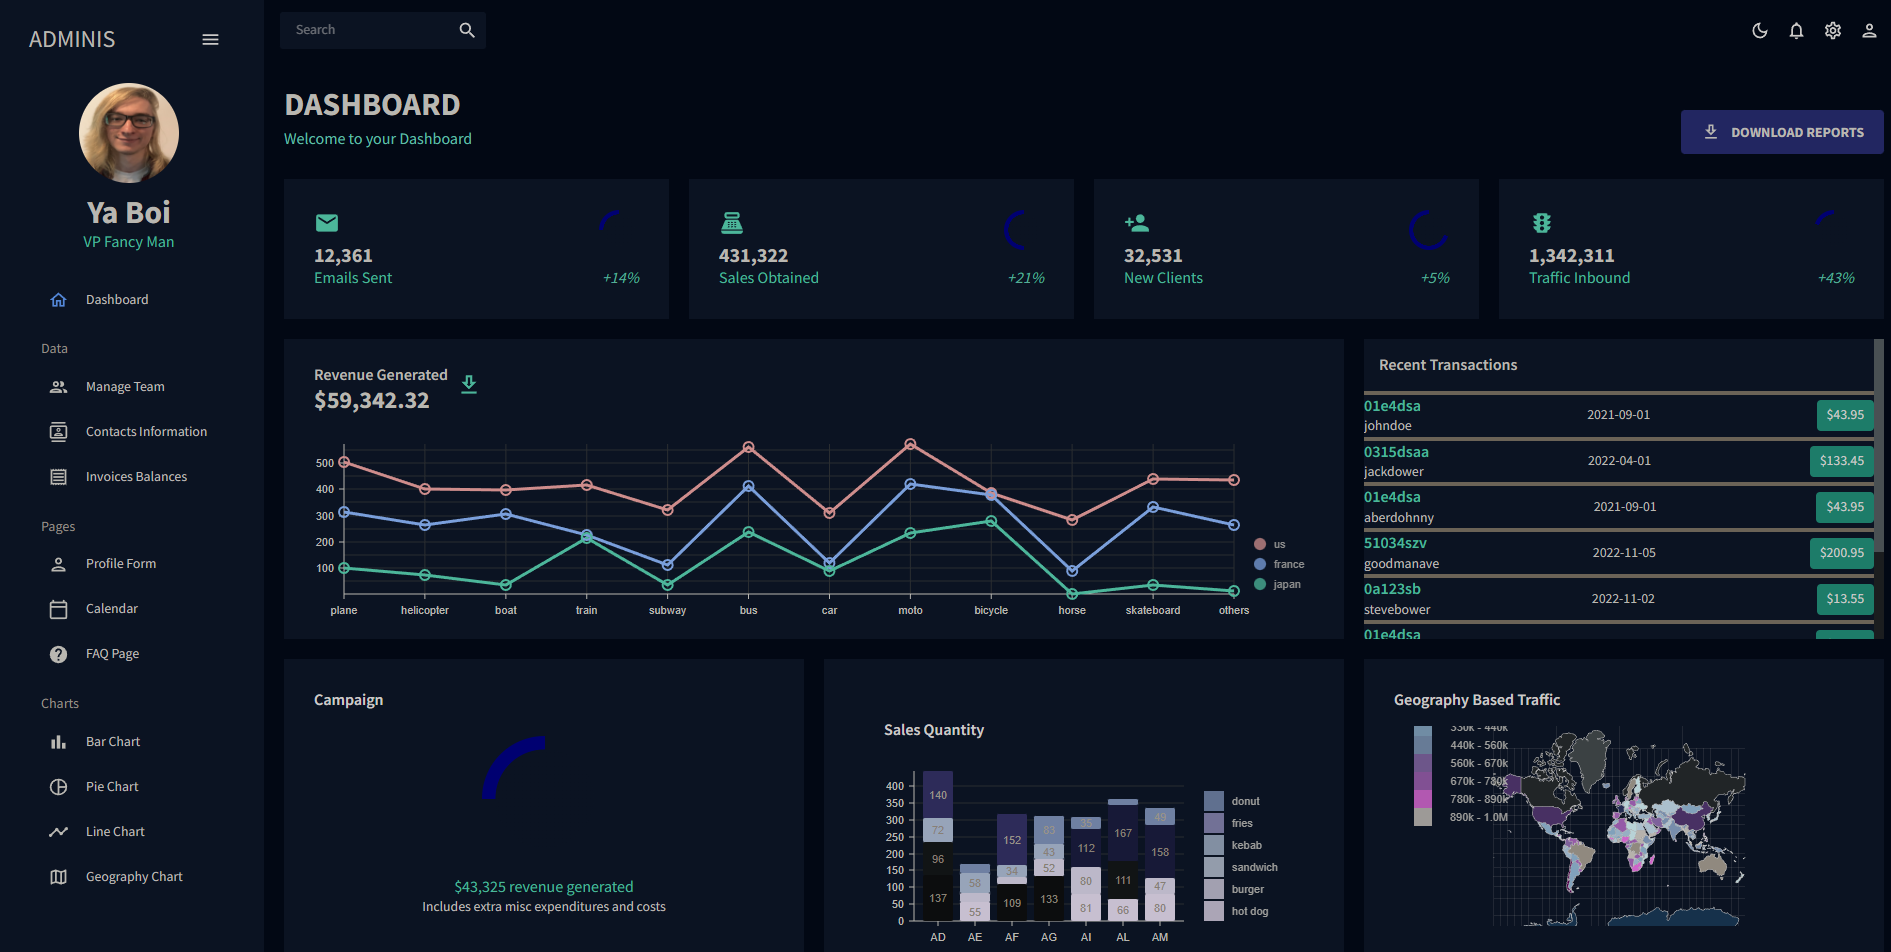 ADMINIS
Search
Ya Boi
VP Fancy Man
Dashboard
Data
Manage Team
Contacts Information
Invoices Balances
Pages
Profile Form
Calendar
FAQ Page
Charts
Bar Chart
Pie Chart
Line Chart
Geography Chart
DASHBOARD
Welcome to your Dashboard
DOWNLOAD REPORTS
12,361
Emails Sent
+14%
431,322
Sales Obtained
+21%
32,531
New Clients
+5%
1,342,311
Traffic Inbound
+43%
Revenue Generated
$59,342.32
500
400
300
200
100
plane helicopter boat train subway bus car moto bicycle horse skateboard others
us
france
japan
Recent Transactions
01e4dsa
johndoe
2021-09-01
$43.95
0315dsaa
jackdower
2022-04-01
$133.45
01e4dsa
aberdohnny
2021-09-01
$43.95
51034szv
goodmanave
2022-11-05
$200.95
0a123sb
stevebower
2022-11-02
$13.55
01e4dsa
Campaign
$43,325 revenue generated
Includes extra misc expenditures and costs
Sales Quantity
400
350
300
250
200
150
100
50
0
140
72
96
137
58
55
152
34
109
83
43
52
133
35
112
80
81
167
111
66
49
158
47
80
AD AE AF AG AI AL AM
donut
fries
kebab
sandwich
burger
hot dog
Geography Based Traffic
330k - 440k
440k - 560k
560k - 670k
670k - 780k
780k - 890k
890k - 1.0M